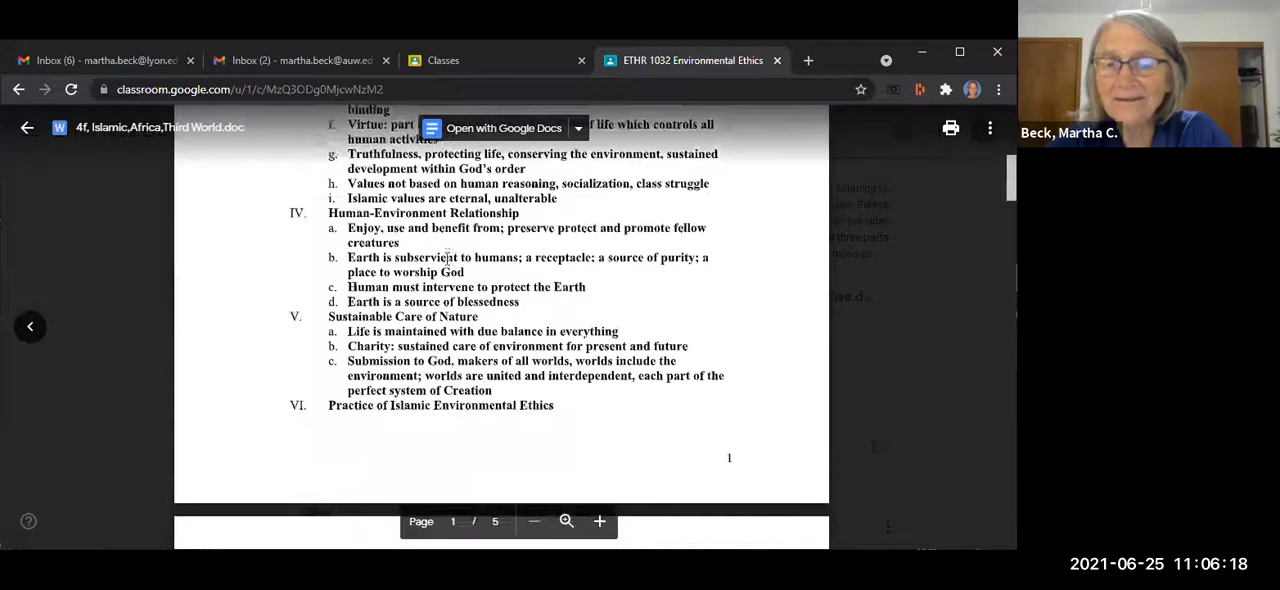 Inbox (6) - martha.beck@lyon.ed
Inbox (2) - martha.beck@auw.ed
Classes
ETHR 1032 Environmental Ethics
classroom.google.com/u/1/c/MzQ3ODg0MjcwNzM2
Beck, Martha C.
4f, Islamic,Africa,Third World.doc
Open with Google Docs
binding
f. Virtue: part of life which controls all
human activities
g. Truthfulness, protecting life, conserving the environment, sustained
development within God's order
h. Values not based on human reasoning, socialization, class struggle
i. Islamic values are eternal, unalterable
IV. Human-Environment Relationship
a. Enjoy, use and benefit from; preserve protect and promote fellow
creatures
b. Earth is subservient to humans; a receptacle; a source of purity; a
place to worship God
c. Human must intervene to protect the Earth
d. Earth is a source of blessedness
V. Sustainable Care of Nature
a. Life is maintained with due balance in everything
b. Charity: sustained care of environment for present and future
c. Submission to God, makers of all worlds, worlds include the
environment; worlds are united and interdependent, each part of the
perfect system of Creation
VI. Practice of Islamic Environmental Ethics
1
Page 1 / 5
2021-06-25 11:06:18